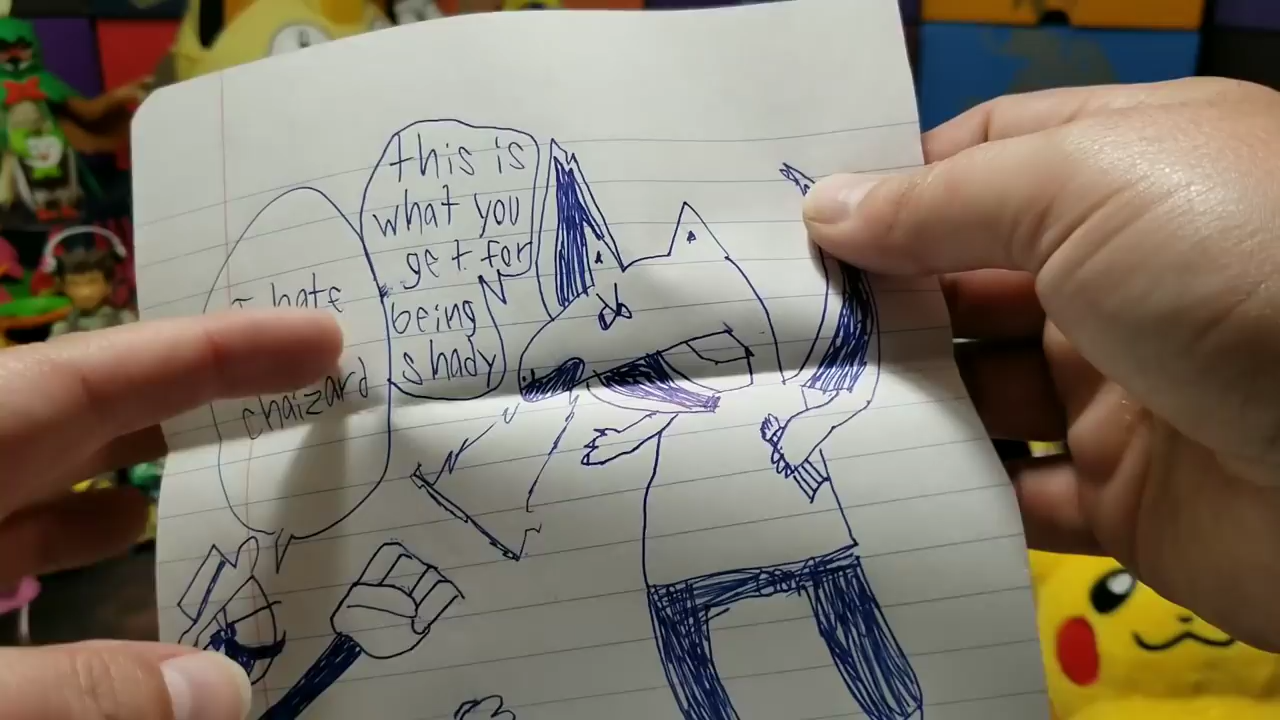 I hate
chaizard
this is
what you
get for
being
shady